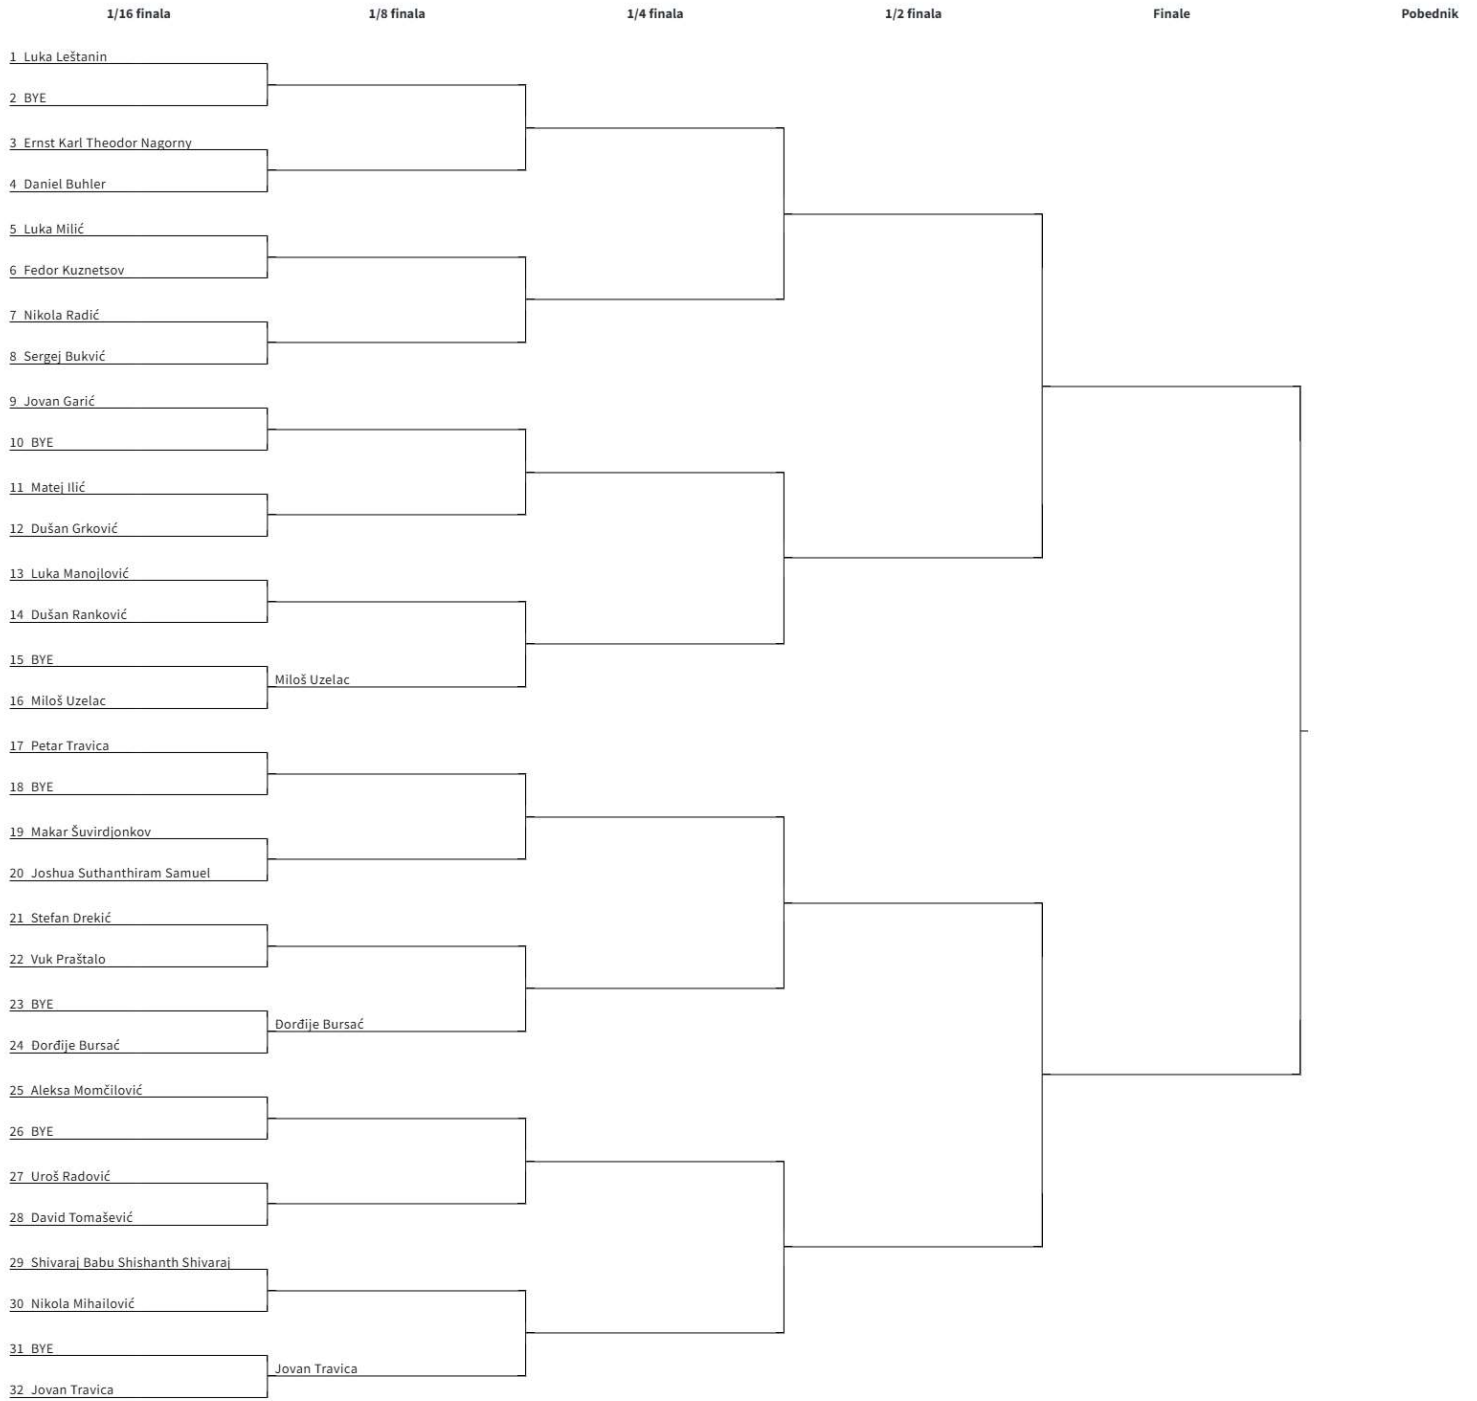 1/16 finala 1/8 finala 1/4 finala 1/2 finala Finale Pobednik
1 Luka Leštanin
2 BYE
3 Ernst Karl Theodor Nagorny
4 Daniel Buhler
5 Luka Milić
6 Fedor Kuznetsov
7 Nikola Radić
8 Sergej Bukvić
9 Jovan Garić
10 BYE
11 Matej Ilić
12 Dušan Grković
13 Luka Manojlović
14 Dušan Ranković
15 BYE
Miloš Uzelac
16 Miloš Uzelac
17 Petar Travica
18 BYE
19 Makar Šuvirdjonkov
20 Joshua Suthanthiram Samuel
21 Stefan Drekić
22 Vuk Praštalo
23 BYE
Đorđije Bursać
24 Đorđije Bursać
25 Aleksa Momčilović
26 BYE
27 Uroš Radović
28 David Tomašević
29 Shivaraj Babu Shishanth Shivaraj
30 Nikola Mihailović
31 BYE
Jovan Travica
32 Jovan Travica